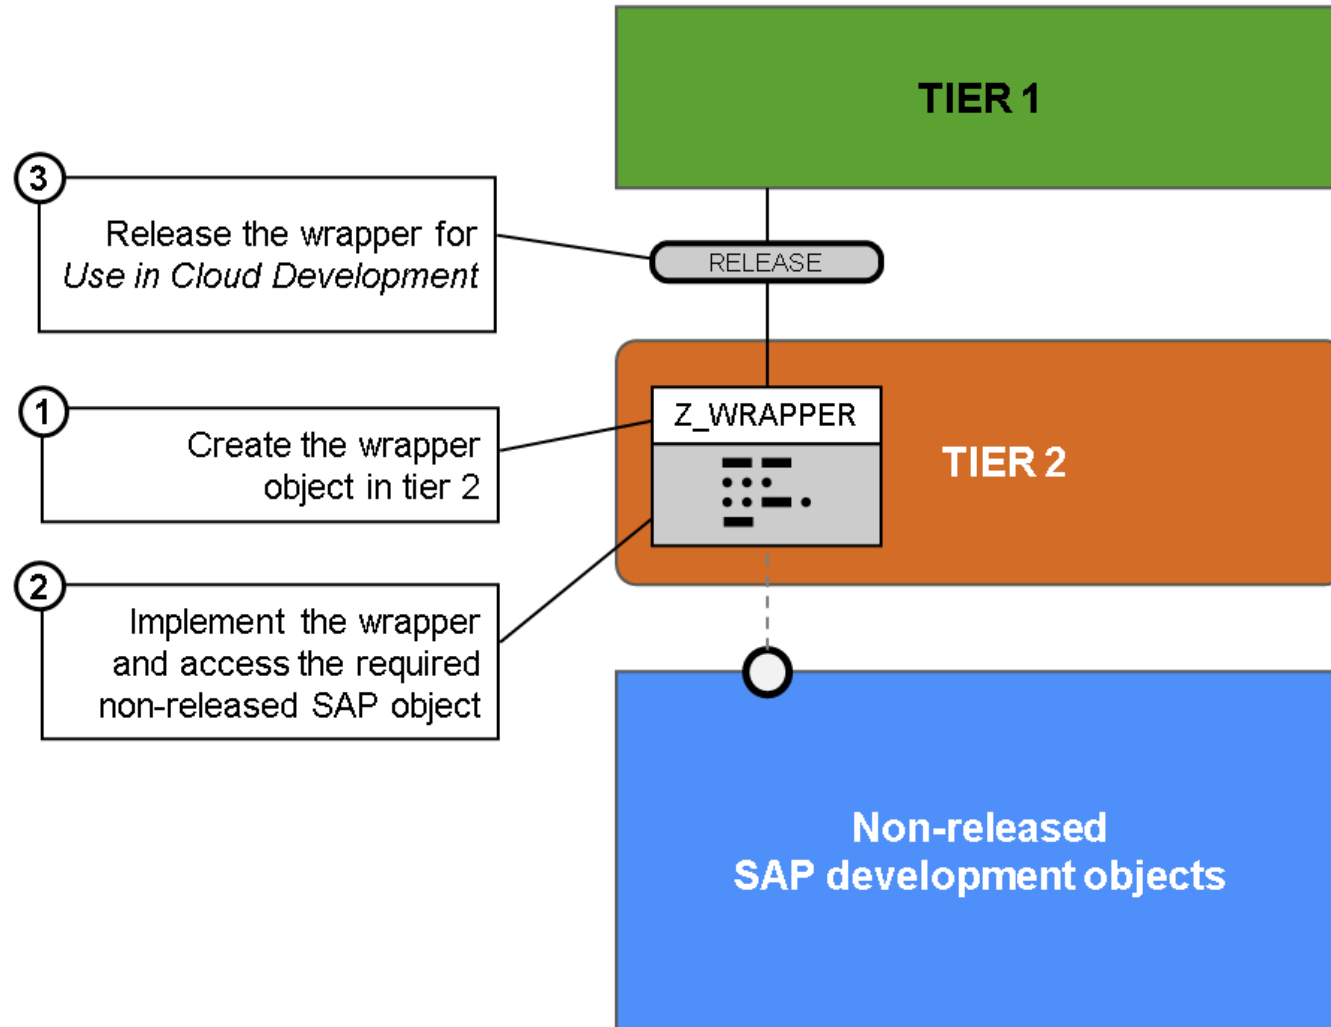 TIER 1
3
Release the wrapper for
Use in Cloud Development
RELEASE
1
Create the wrapper
object in tier 2
Z_WRAPPER
TIER 2
2
Implement the wrapper
and access the required
non-released SAP object
Non-released
SAP development objects